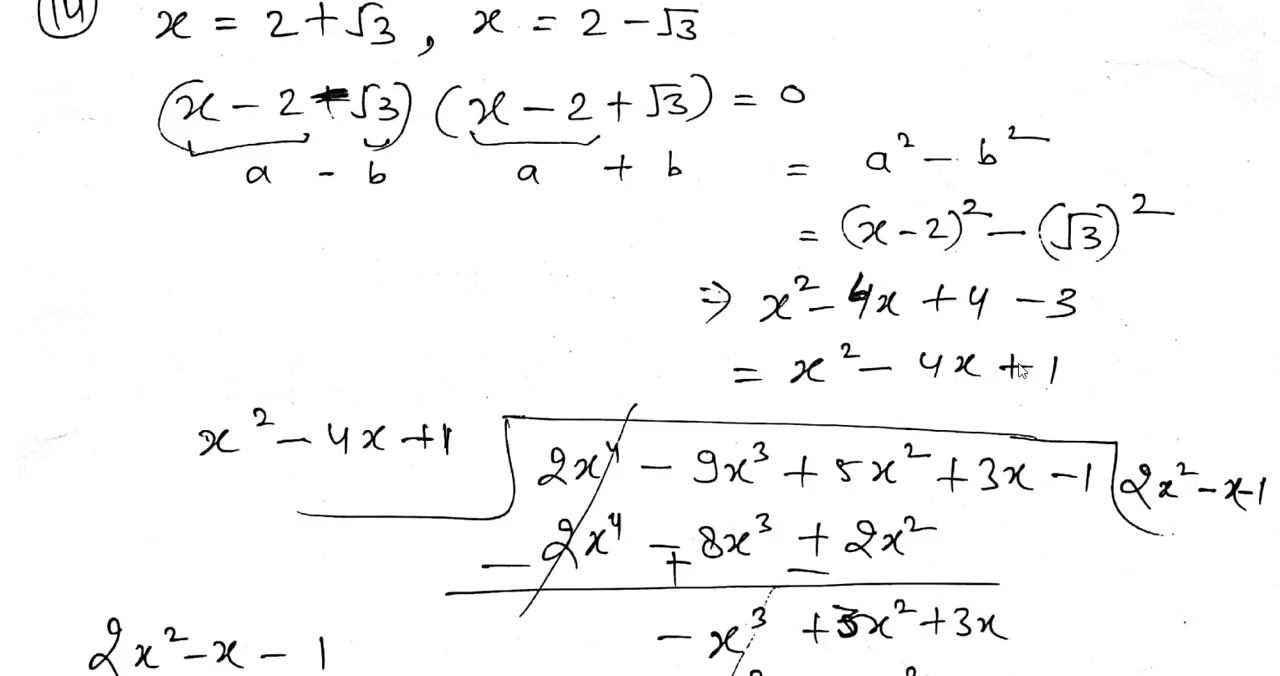 (14) x = 2 + √3 , x = 2 - √3
(x - 2 - √3) (x - 2 + √3) = 0
a - b a + b = a² - b²
= (x - 2)² - (√3)²
⇒ x² - 4x + 4 - 3
= x² - 4x + 1
x² - 4x + 1 2x⁴ - 9x³ + 5x² + 3x - 1 2x² - x - 1
- 2x⁴ - 8x³ + 2x²
+ -
- x³ + 3x² + 3x
2x² - x - 1